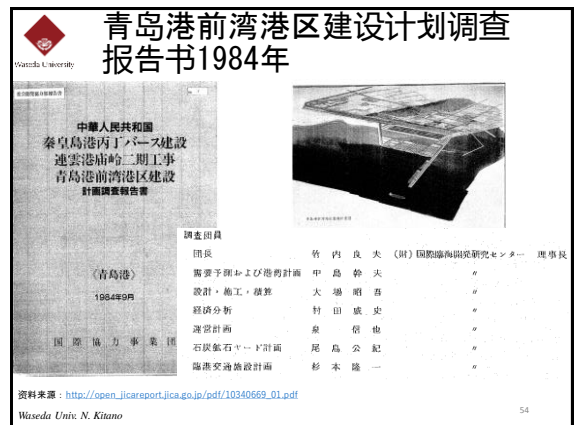 Waseda University
青岛港前湾港区建设计划调查
报告书1984年
中華人民共和国
秦皇島港丙丁バース建設
連雲港庙岭二期工事
青島港前湾港区建設
計画調査報告書
(青島港)
1984年9月
国際協力事業団
調査団員
団長 竹内良夫 (財)国際臨海開発研究センター 理事長
需要予測および港湾計画 中島幹夫 〃
設計・施工・積算 大場昭吾 〃
経済分析 村田威史 〃
運営計画 泉信也 〃
石炭鉱石ヤード計画 尾島公紀 〃
臨港交通施設計画 杉本隆一 〃
资料来源:http://open_jicareport.jica.go.jp/pdf/10340669_01.pdf
Waseda Univ. N. Kitano
54